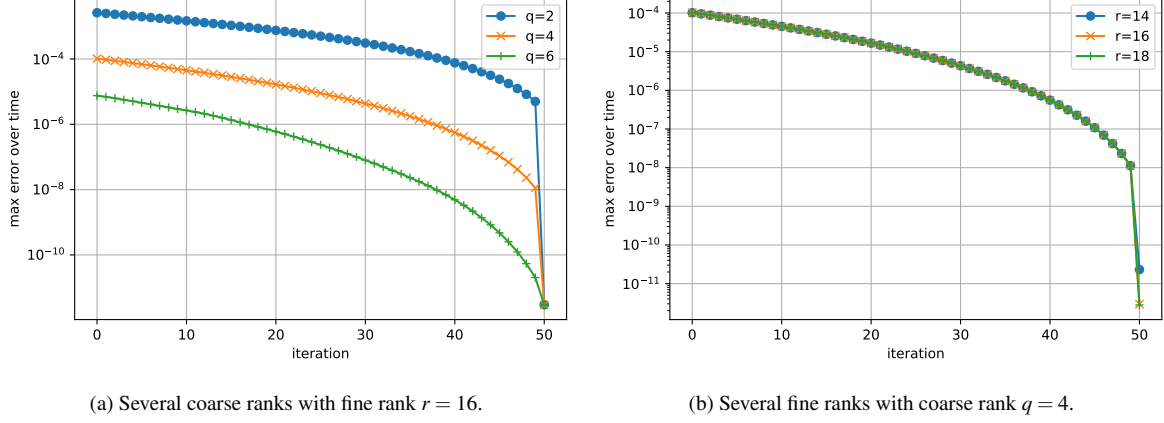 q=2
q=4
q=6
10⁻⁴
10⁻⁶
10⁻⁸
10⁻¹⁰
max error over time
0 10 20 30 40 50
iteration
(a) Several coarse ranks with fine rank r = 16.
r=14
r=16
r=18
10⁻⁴
10⁻⁵
10⁻⁶
10⁻⁷
10⁻⁸
10⁻⁹
10⁻¹⁰
10⁻¹¹
max error over time
0 10 20 30 40 50
iteration
(b) Several fine ranks with coarse rank q = 4.